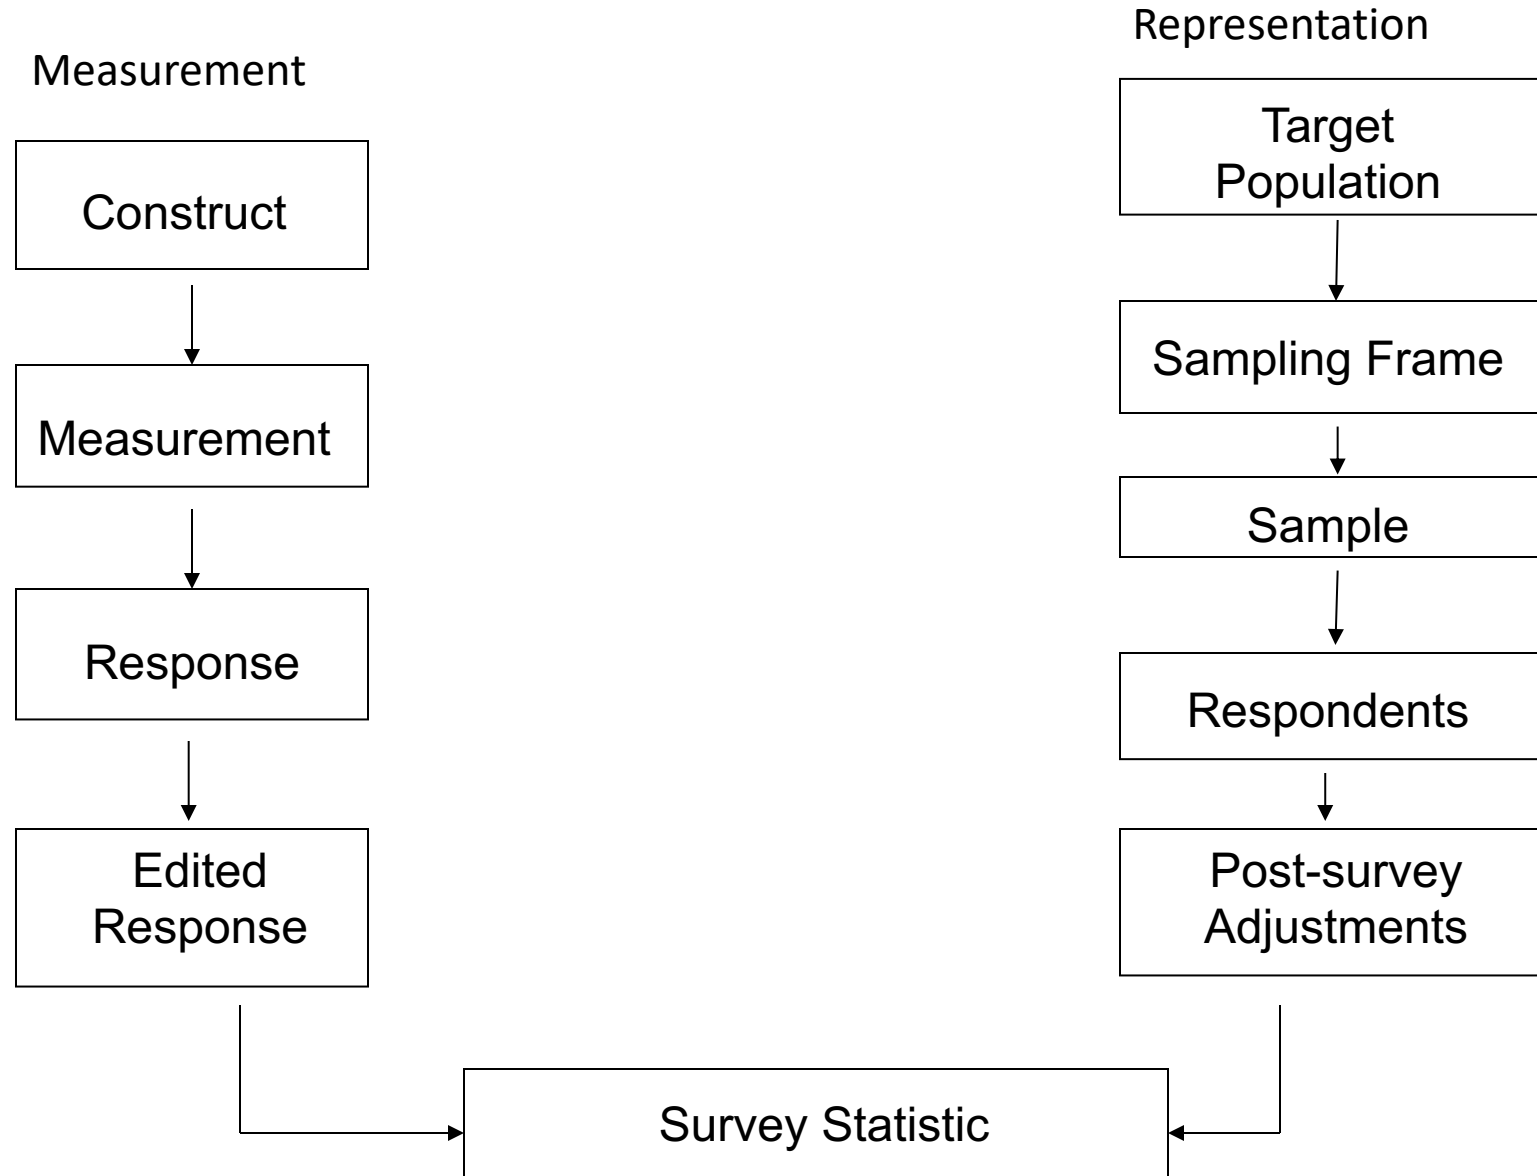 Measurement
Construct
Measurement
Response
Edited
Response
Representation
Target
Population
Sampling Frame
Sample
Respondents
Post-survey
Adjustments
Survey Statistic